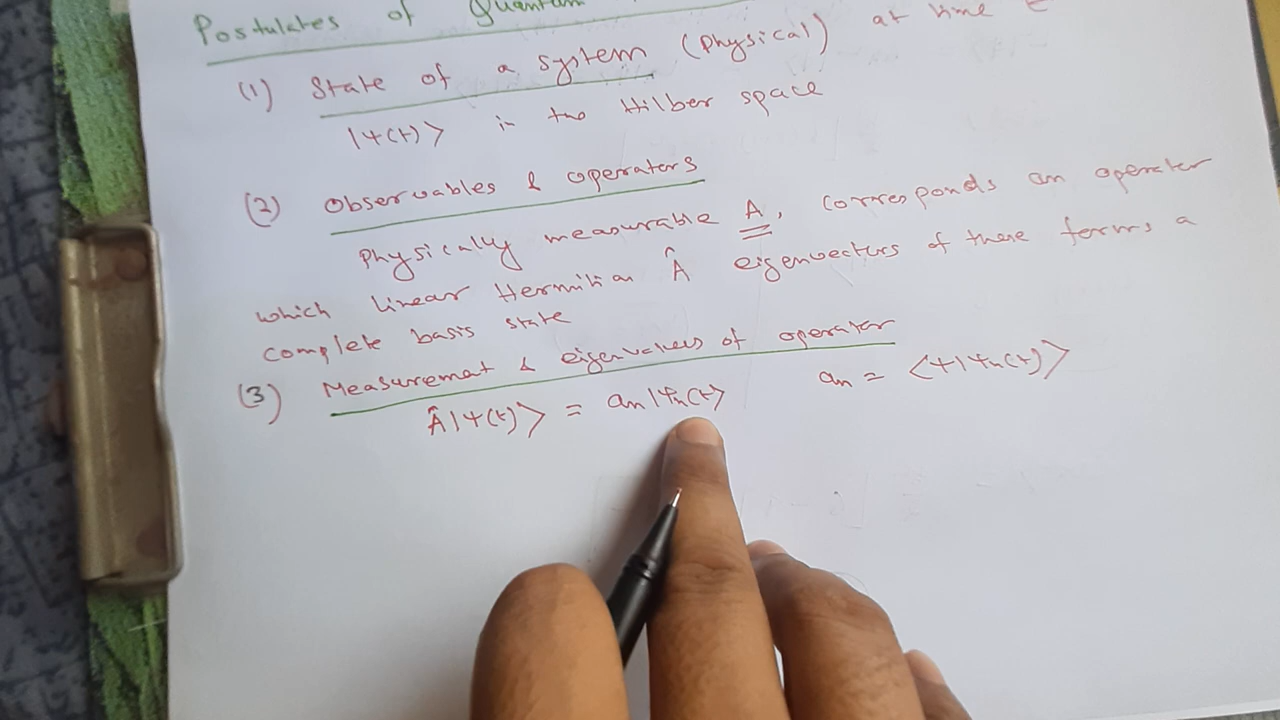 Postulates of Quantum
(1) State of a system (physical) at time t
|ψ(t)⟩ in the Hilber space
(2) Observables & operators
Physically measurable A, corresponds an operator
which linear Hermitian Â eigenvectors of these forms a
complete basis state
(3) Measuremat & eigenvalues of operator
Â|ψ(t)⟩ = an|ψn(t)⟩ an = ⟨ψ|ψn(t)⟩